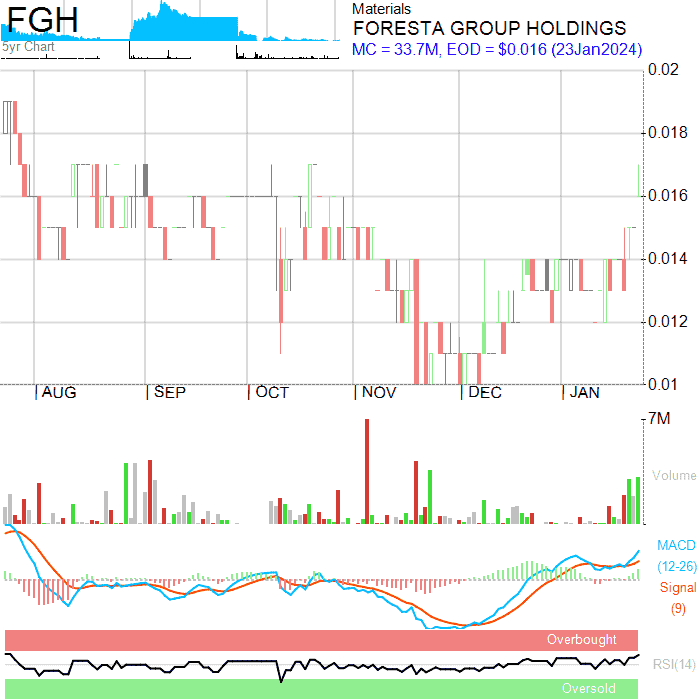 FGH
5yr Chart
Materials
FORESTA GROUP HOLDINGS
MC = 33.7M, EOD = $0.016 (23Jan2024)
0.02
0.018
0.016
0.014
0.012
0.01
AUG SEP OCT NOV DEC JAN
7M
Volume
MACD
(12-26)
Signal
(9)
Overbought
RSI(14)
Oversold